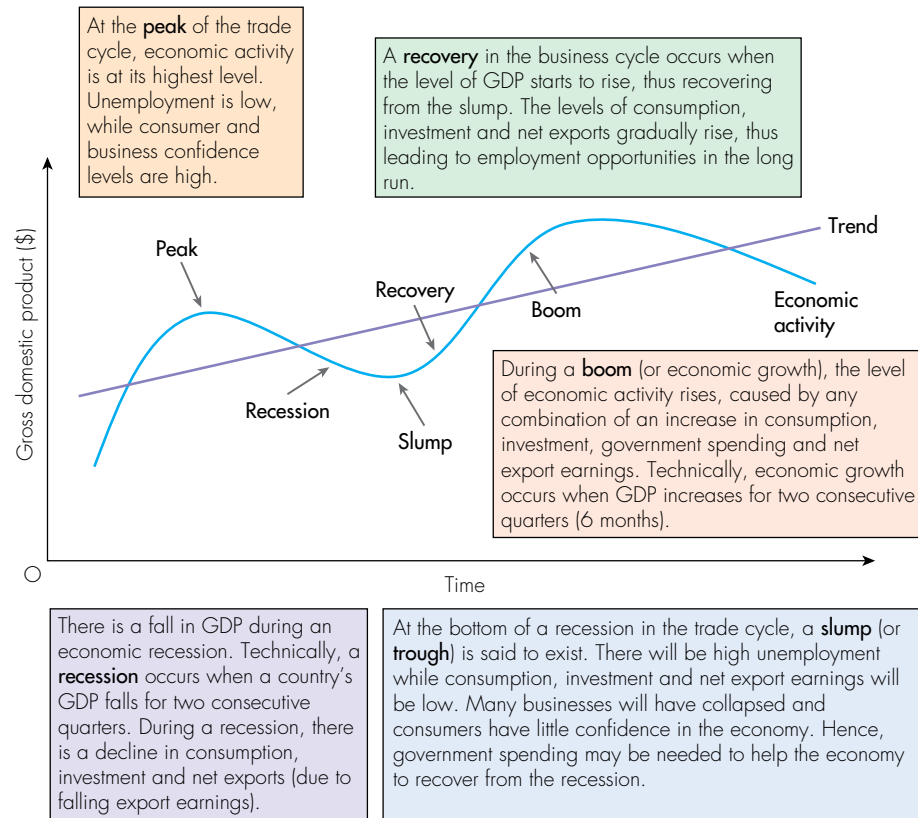 At the peak of the trade
cycle, economic activity
is at its highest level.
Unemployment is low,
while consumer and
business confidence
levels are high.
A recovery in the business cycle occurs when
the level of GDP starts to rise, thus recovering
from the slump. The levels of consumption,
investment and net exports gradually rise, thus
leading to employment opportunities in the long
run.
Gross domestic product ($)
Peak
Recession
Recovery
Slump
Boom
Trend
Economic
activity
During a boom (or economic growth), the level
of economic activity rises, caused by any
combination of an increase in consumption,
investment, government spending and net
export earnings. Technically, economic growth
occurs when GDP increases for two consecutive
quarters (6 months).
O
Time
There is a fall in GDP during an
economic recession. Technically, a
recession occurs when a country's
GDP falls for two consecutive
quarters. During a recession, there
is a decline in consumption,
investment and net exports (due to
falling export earnings).
At the bottom of a recession in the trade cycle, a slump (or
trough) is said to exist. There will be high unemployment
while consumption, investment and net export earnings will
be low. Many businesses will have collapsed and
consumers have little confidence in the economy. Hence,
government spending may be needed to help the economy
to recover from the recession.